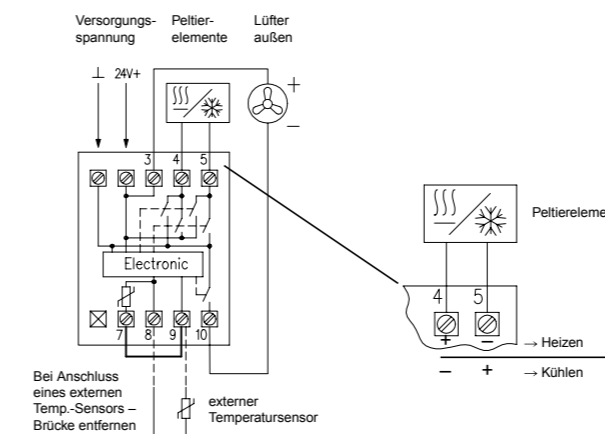 Versorgungs-
spannung
Peltier-
elemente
Lüfter
außen
⊥ 24V+
+
−
3 4 5
Electronic
7 8 9 10
Bei Anschluss
eines externen
Temp.-Sensors –
Brücke entfernen
externer
Temperatursensor
Peltiereleme
4 5
+ − → Heizen
− + → Kühlen